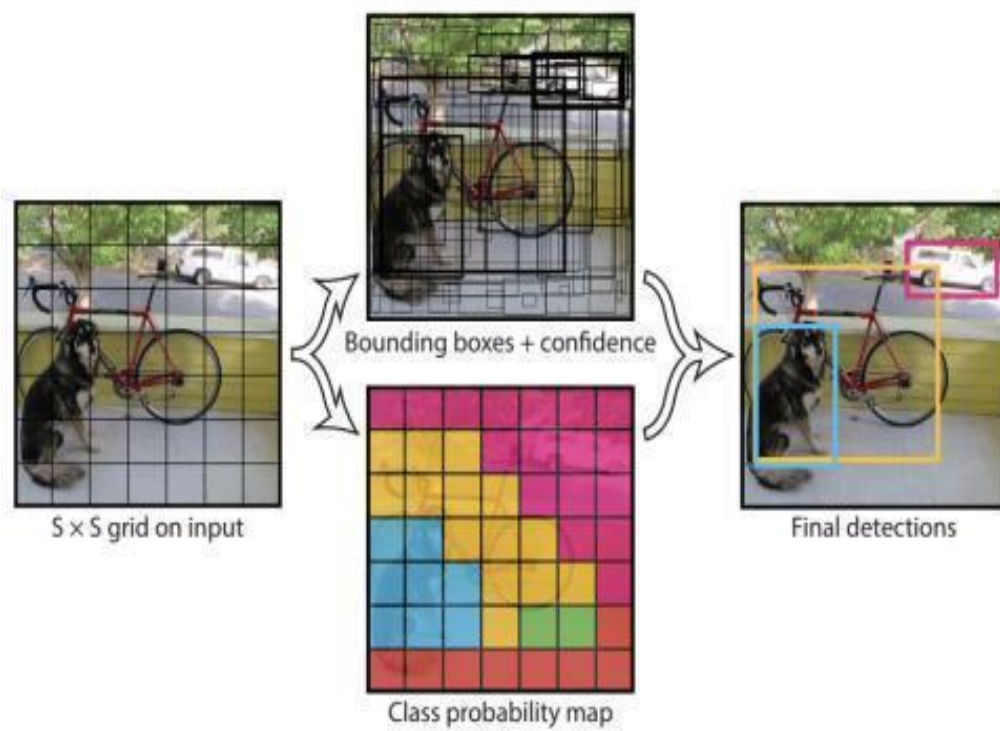 S × S grid on input
Bounding boxes + confidence
Class probability map
Final detections